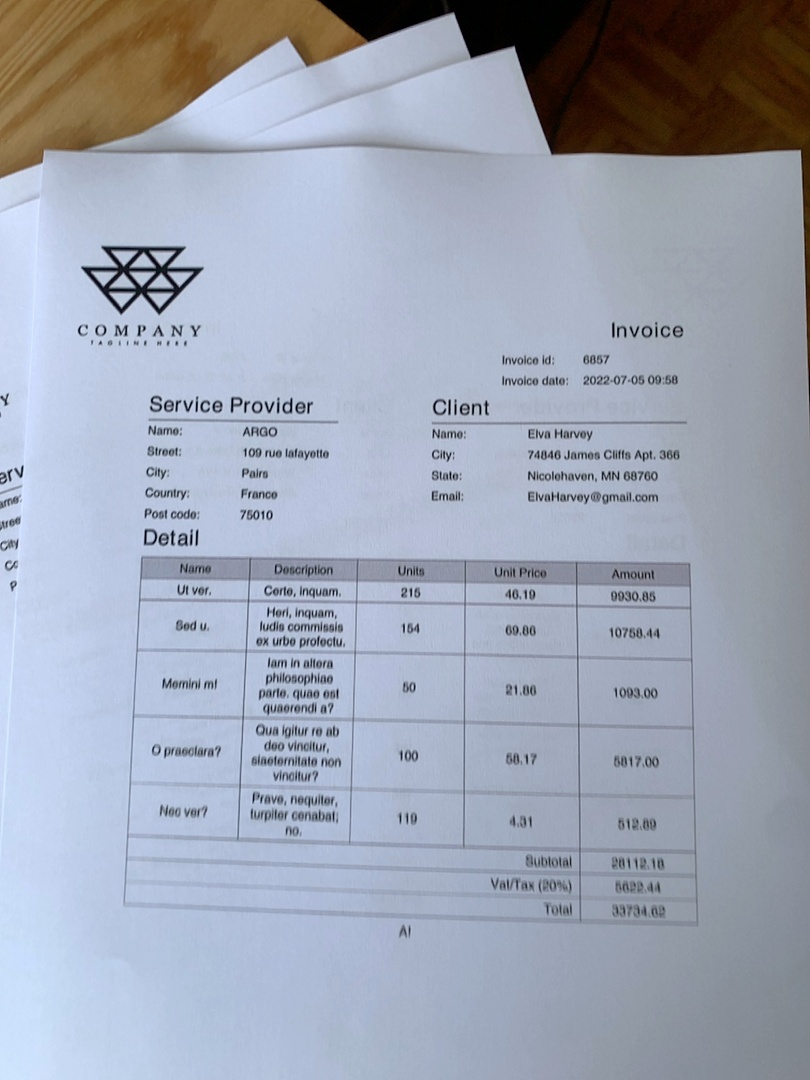 COMPANY
TAGLINE HERE
Invoice
Invoice id: 6857
Invoice date: 2022-07-05 09:58
Service Provider
Name: ARGO
Street: 109 rue lafayette
City: Pairs
Country: France
Post code: 75010
Client
Name: Elva Harvey
City: 74846 James Cliffs Apt. 366
State: Nicolehaven, MN 68760
Email: ElvaHarvey@gmail.com
Detail
Name Description Units Unit Price Amount
Ut ver. Certe, inquam. 215 46.19 9930.85
Sed u. Heri, inquam,
ludis commissis
ex urbe profectu. 154 69.86 10758.44
Memini m! Iam in altera
philosophiae
parte. quae est
quaerendi a? 50 21.86 1093.00
O praeclara? Qua igitur re ab
deo vincitur,
siaeternitate non
vincitur? 100 58.17 5817.00
Nec ver? Prave, nequiter,
turpiter cenabat;
no. 119 4.31 512.89
Subtotal 28112.18
Vat/Tax (20%) 5622.44
Total 33734.62
A!